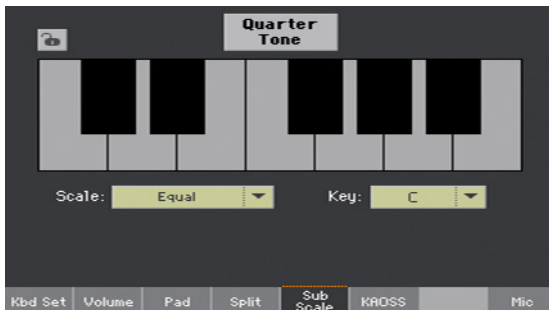 Quarter
Tone
Scale: Equal Key: C
Kbd Set Volume Pad Split Sub Scale KAOSS Mic